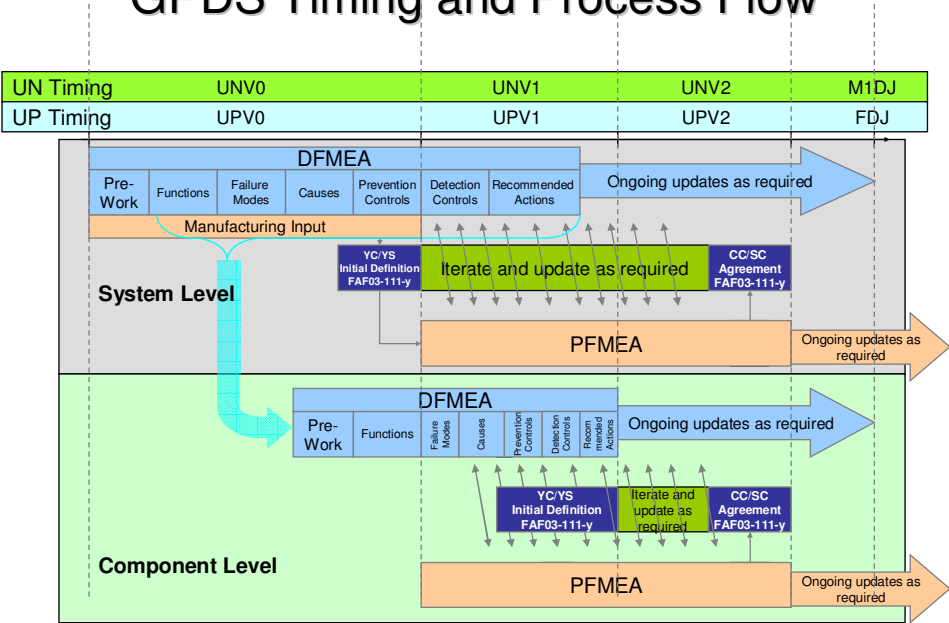 GPDS Timing and Process Flow
UN Timing UNV0 UNV1 UNV2 M1DJ
UP Timing UPV0 UPV1 UPV2 FDJ
DFMEA
Pre-
Work
Functions
Failure
Modes
Causes
Prevention
Controls
Detection
Controls
Recommended
Actions
Ongoing updates as required
Manufacturing Input
YC/YS
Initial Definition
FAF03-111-y
Iterate and update as required
CC/SC
Agreement
FAF03-111-y
System Level
PFMEA
Ongoing updates as
required
DFMEA
Pre-
Work
Functions
Failure
Modes
Causes
Prevention
Controls
Detection
Controls
Recom
mended
Actions
Ongoing updates as required
YC/YS
Initial Definition
FAF03-111-y
Iterate and
update as
required
CC/SC
Agreement
FAF03-111-y
Component Level
PFMEA
Ongoing updates as
required